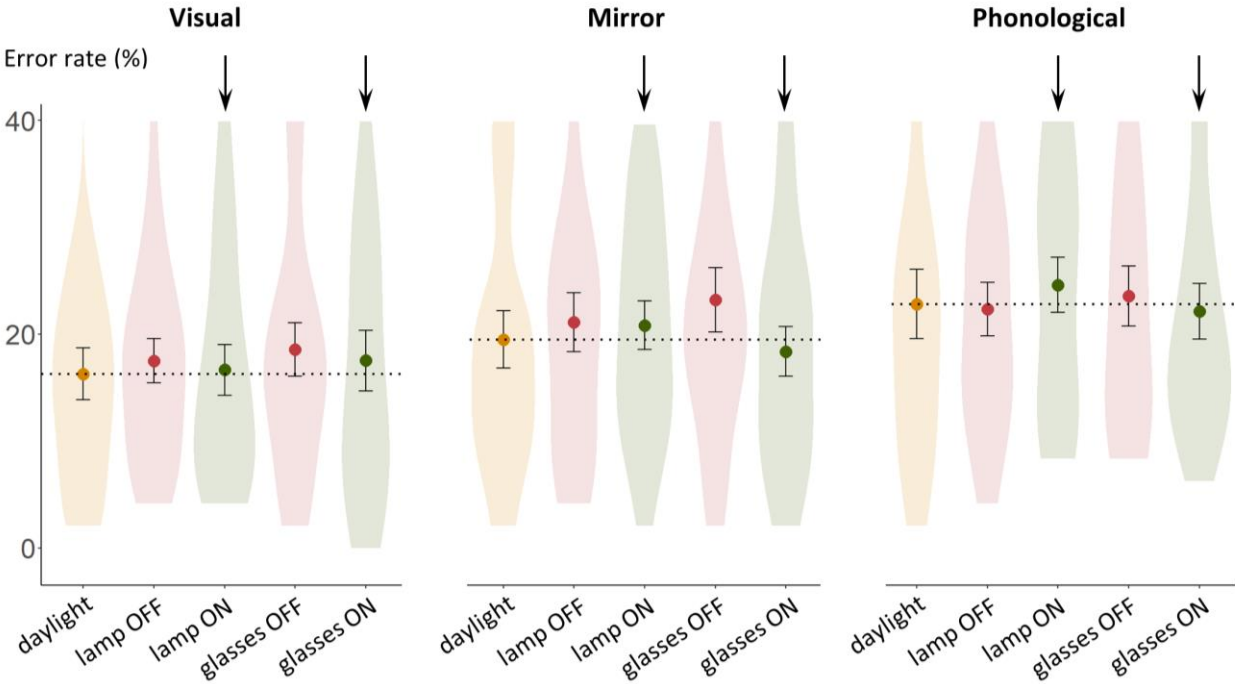 Visual
Mirror
Phonological
Error rate (%)
40
20
0
daylight
lamp OFF
lamp ON
glasses OFF
glasses ON
daylight
lamp OFF
lamp ON
glasses OFF
glasses ON
daylight
lamp OFF
lamp ON
glasses OFF
glasses ON